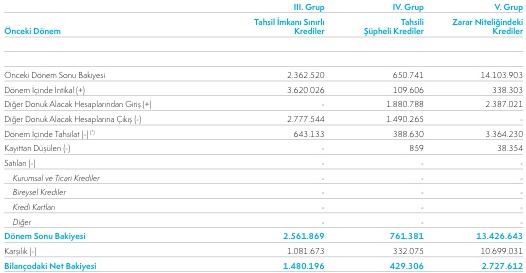 III. Grup IV. Grup V. Grup
Önceki Dönem Tahsil İmkanı Sınırlı Krediler Tahsili Şüpheli Krediler Zarar Niteliğindeki Krediler
Önceki Dönem Sonu Bakiyesi 2.362.520 650.741 14.103.903
Dönem İçinde İntikal (+) 3.620.026 109.606 338.303
Diğer Donuk Alacak Hesaplarından Giriş (+) - 1.880.788 2.387.021
Diğer Donuk Alacak Hesaplarına Çıkış (-) 2.777.544 1.490.265 -
Dönem İçinde Tahsilat (-) (*) 643.133 388.630 3.364.230
Kayıttan Düşülen (-) - 859 38.354
Satılan (-) - - -
Kurumsal ve Ticari Krediler - - -
Bireysel Krediler - - -
Kredi Kartları - - -
Diğer - - -
Dönem Sonu Bakiyesi 2.561.869 761.381 13.426.643
Karşılık (-) 1.081.673 332.075 10.699.031
Bilançodaki Net Bakiyesi 1.480.196 429.306 2.727.612